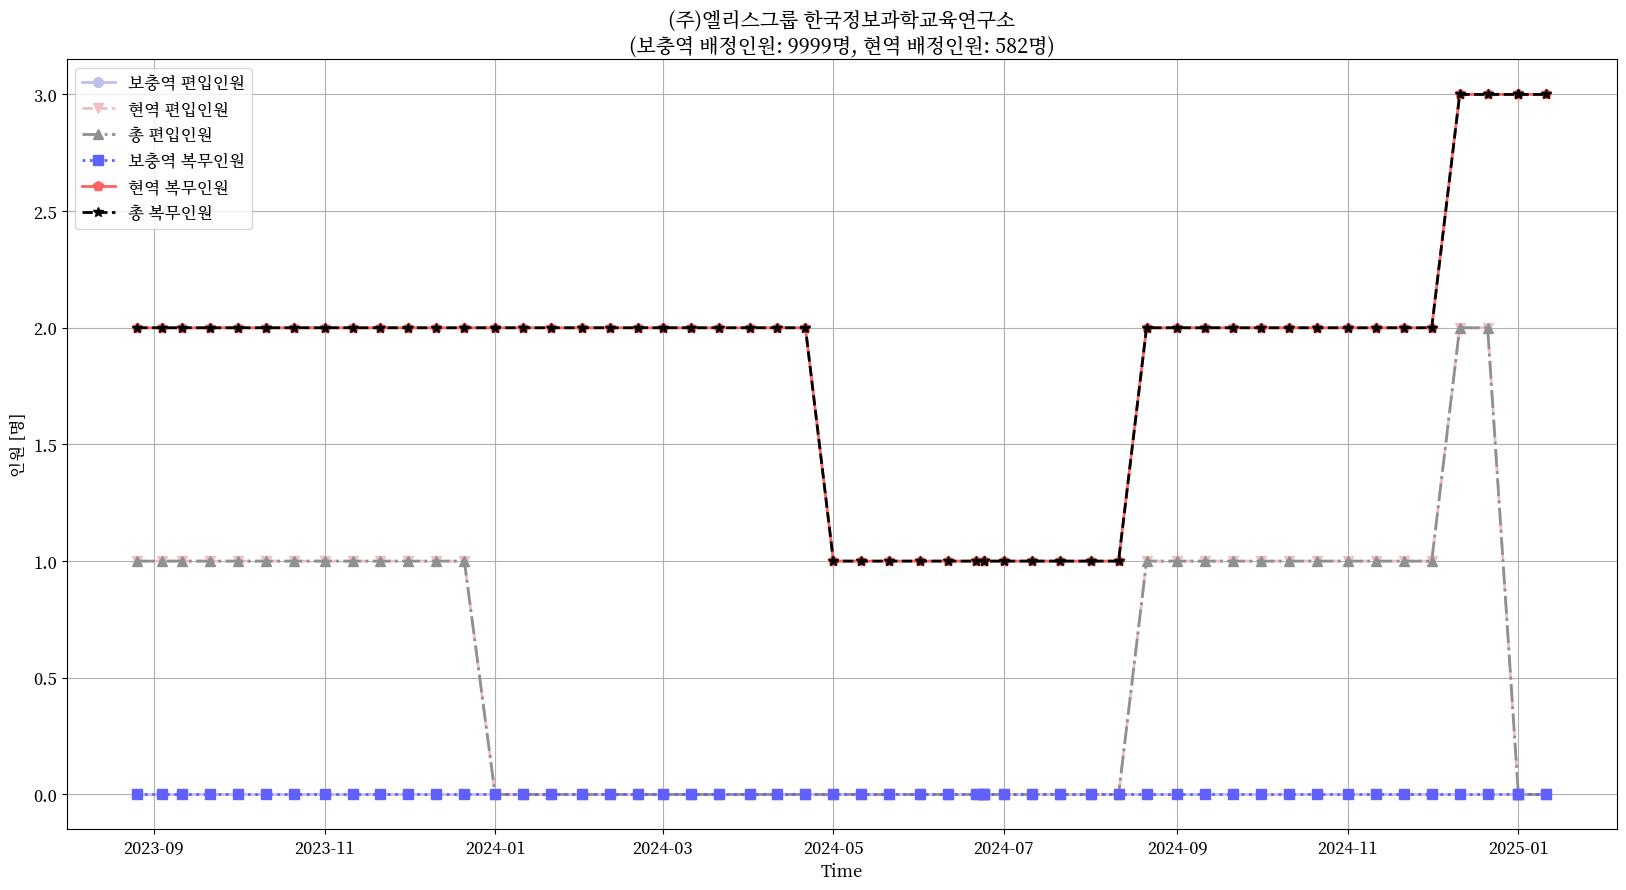 (주)엘리스그룹 한국정보과학교육연구소
(보충역 배정인원: 9999명, 현역 배정인원: 582명)
보충역 편입인원
현역 편입인원
총 편입인원
보충역 복무인원
현역 복무인원
총 복무인원
3.0
2.5
2.0
1.5
1.0
0.5
0.0
인원 [명]
2023-09
2023-11
2024-01
2024-03
2024-05
2024-07
2024-09
2024-11
2025-01
Time